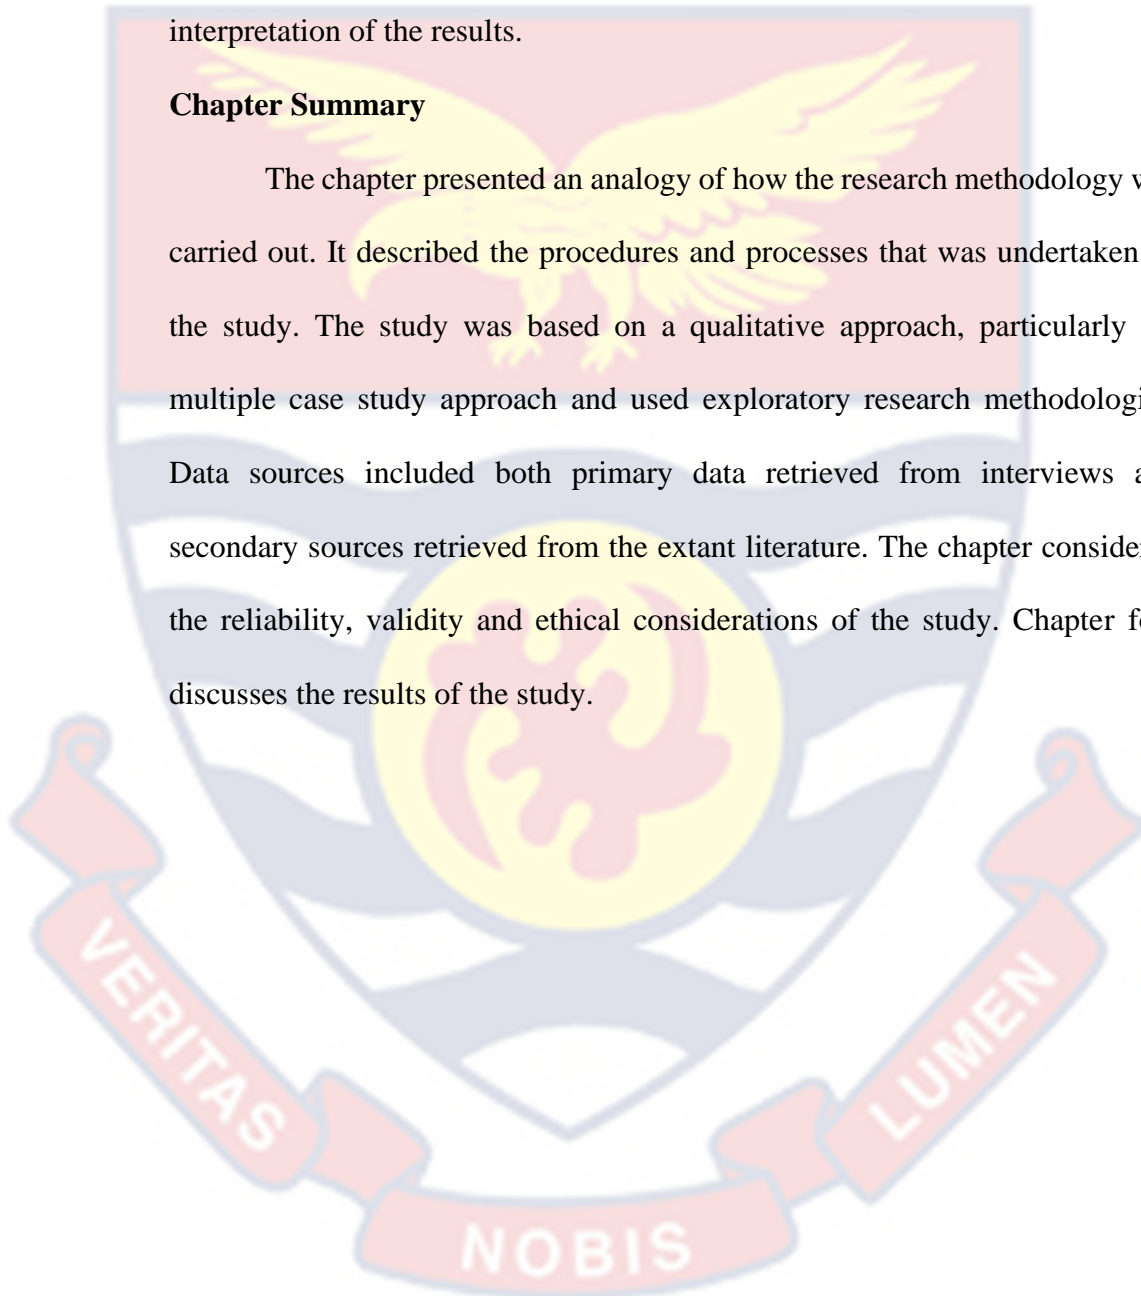 interpretation of the results.
Chapter Summary
The chapter presented an analogy of how the research methodology w
carried out. It described the procedures and processes that was undertaken
the study. The study was based on a qualitative approach, particularly
multiple case study approach and used exploratory research methodologi
Data sources included both primary data retrieved from interviews a
secondary sources retrieved from the extant literature. The chapter consider
the reliability, validity and ethical considerations of the study. Chapter fo
discusses the results of the study.
VERITAS
NOBIS
LUMEN